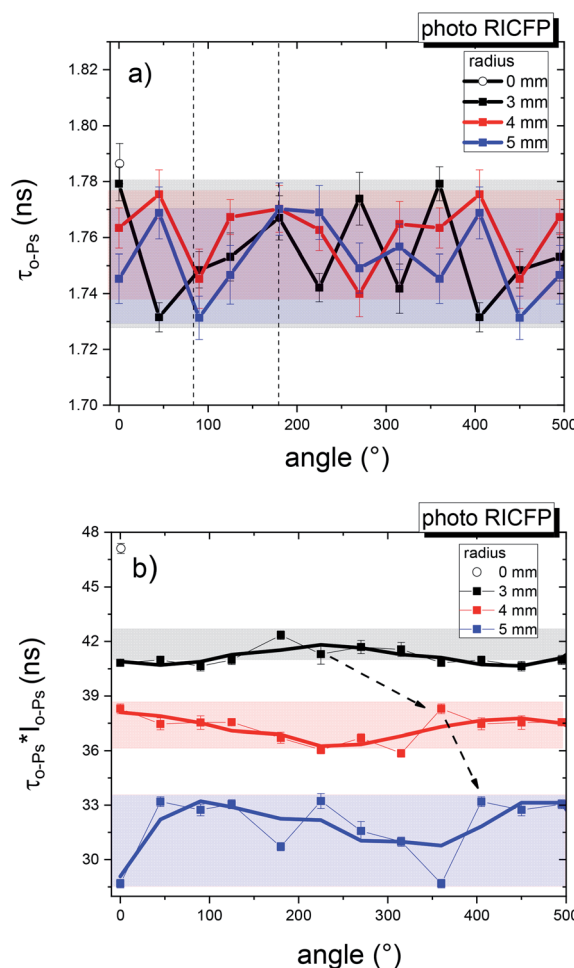 photo RICFP
a)
radius
0 mm
3 mm
4 mm
5 mm
1.82
1.80
1.78
1.76
1.74
1.72
1.70
τo-Ps (ns)
0 100 200 300 400 500
angle (°)
photo RICFP
b)
radius
0 mm
3 mm
4 mm
5 mm
48
45
42
39
36
33
30
τo-Ps*Io-Ps (ns)
0 100 200 300 400 500
angle (°)